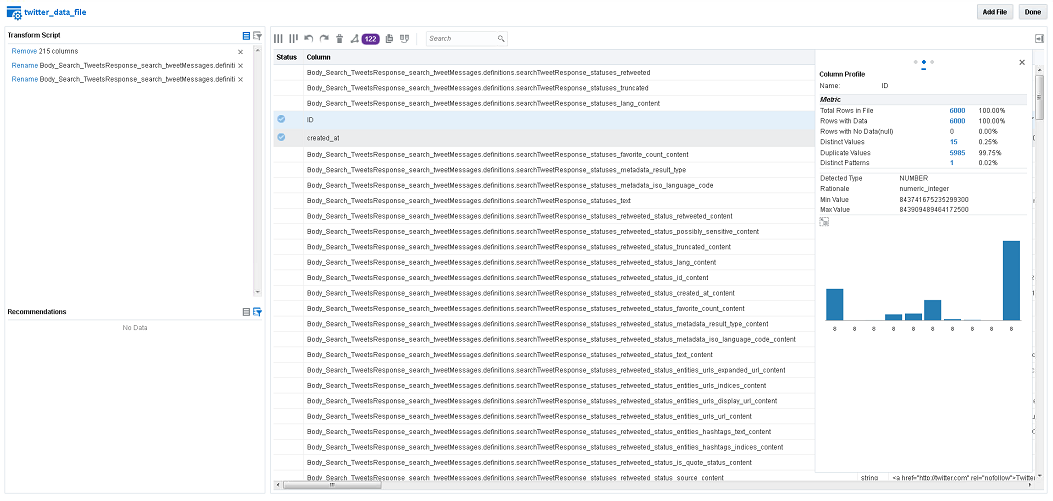 twitter_data_file
Add File
Done
Transform Script
Remove 215 columns
Rename Body_Search_TweetsResponse_search_tweetMessages.definiti
Rename Body_Search_TweetsResponse_search_tweetMessages.definiti
Recommendations
No Data
122
Search
Status Column
Body_Search_TweetsResponse_search_tweetMessages.definitions.searchTweetResponse_statuses_retweeted
Body_Search_TweetsResponse_search_tweetMessages.definitions.searchTweetResponse_statuses_truncated
Body_Search_TweetsResponse_search_tweetMessages.definitions.searchTweetResponse_statuses_lang_content
ID
created_at
Body_Search_TweetsResponse_search_tweetMessages.definitions.searchTweetResponse_statuses_favorite_count_content
Body_Search_TweetsResponse_search_tweetMessages.definitions.searchTweetResponse_statuses_metadata_result_type
Body_Search_TweetsResponse_search_tweetMessages.definitions.searchTweetResponse_statuses_metadata_iso_language_code
Body_Search_TweetsResponse_search_tweetMessages.definitions.searchTweetResponse_statuses_text
Body_Search_TweetsResponse_search_tweetMessages.definitions.searchTweetResponse_statuses_retweeted_status_retweeted_content
Body_Search_TweetsResponse_search_tweetMessages.definitions.searchTweetResponse_statuses_retweeted_status_possibly_sensitive_content
Body_Search_TweetsResponse_search_tweetMessages.definitions.searchTweetResponse_statuses_retweeted_status_truncated_content
Body_Search_TweetsResponse_search_tweetMessages.definitions.searchTweetResponse_statuses_retweeted_status_lang_content
Body_Search_TweetsResponse_search_tweetMessages.definitions.searchTweetResponse_statuses_retweeted_status_id_content
Body_Search_TweetsResponse_search_tweetMessages.definitions.searchTweetResponse_statuses_retweeted_status_created_at_content
Body_Search_TweetsResponse_search_tweetMessages.definitions.searchTweetResponse_statuses_retweeted_status_favorite_count_content
Body_Search_TweetsResponse_search_tweetMessages.definitions.searchTweetResponse_statuses_retweeted_status_metadata_result_type_content
Body_Search_TweetsResponse_search_tweetMessages.definitions.searchTweetResponse_statuses_retweeted_status_metadata_iso_language_code_content
Body_Search_TweetsResponse_search_tweetMessages.definitions.searchTweetResponse_statuses_retweeted_status_text_content
Body_Search_TweetsResponse_search_tweetMessages.definitions.searchTweetResponse_statuses_retweeted_status_entities_urls_expanded_url_content
Body_Search_TweetsResponse_search_tweetMessages.definitions.searchTweetResponse_statuses_retweeted_status_entities_urls_indices_content
Body_Search_TweetsResponse_search_tweetMessages.definitions.searchTweetResponse_statuses_retweeted_status_entities_urls_display_url_content
Body_Search_TweetsResponse_search_tweetMessages.definitions.searchTweetResponse_statuses_retweeted_status_entities_urls_url_content
Body_Search_TweetsResponse_search_tweetMessages.definitions.searchTweetResponse_statuses_retweeted_status_entities_hashtags_text_content
Body_Search_TweetsResponse_search_tweetMessages.definitions.searchTweetResponse_statuses_retweeted_status_entities_hashtags_indices_content
Body_Search_TweetsResponse_search_tweetMessages.definitions.searchTweetResponse_statuses_retweeted_status_is_quote_status_content
Body_Search_TweetsResponse_search_tweetMessages.definitions.searchTweetResponse_statuses_retweeted_status_source_content string <a href="http://twitter.com" rel="nofollow">Twitter
Column Profile
Name: ID
Metric
Total Rows in File 6000 100.00%
Rows with Data 6000 100.00%
Rows with No Data(null) 0 0.00%
Distinct Values 15 0.25%
Duplicate Values 5985 99.75%
Distinct Patterns 1 0.02%
Detected Type NUMBER
Rationale numeric_integer
Min Value 843741675235299300
Max Value 843909489464172500
8 8 8 8 8 8 8 8 8 8